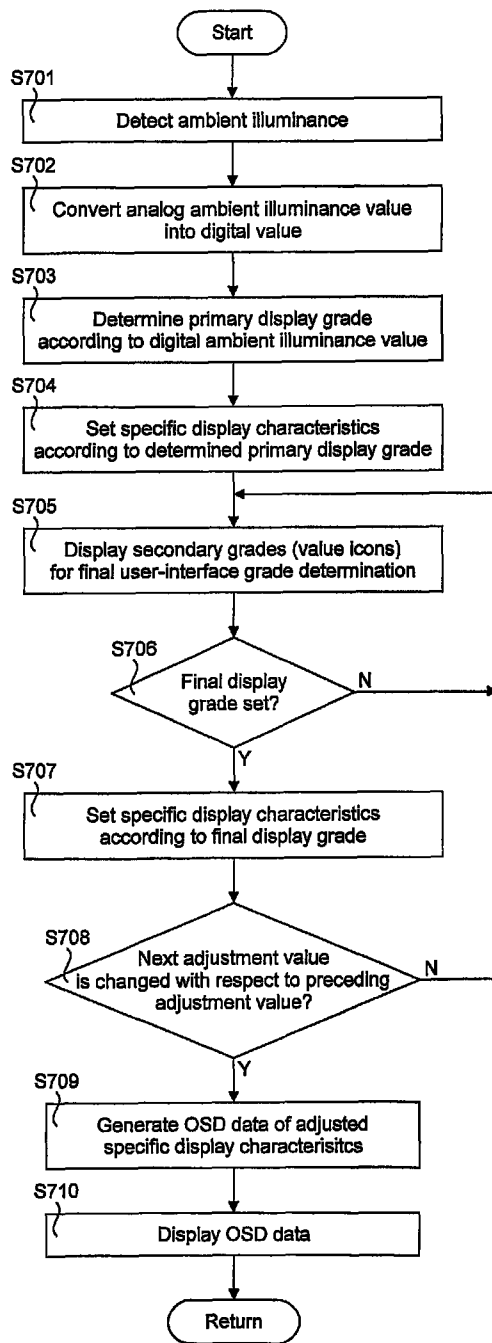 Start
S701
Detect ambient illuminance
S702
Convert analog ambient illuminance value
into digital value
S703
Determine primary display grade
according to digital ambient illuminance value
S704
Set specific display characteristics
according to determined primary display grade
S705
Display secondary grades (value icons)
for final user-interface grade determination
S706
Final display
grade set?
N
Y
S707
Set specific display characteristics
according to final display grade
S708
Next adjustment value
is changed with respect to preceding
adjustment value?
N
Y
S709
Generate OSD data of adjusted
specific display characterisitcs
S710
Display OSD data
Return